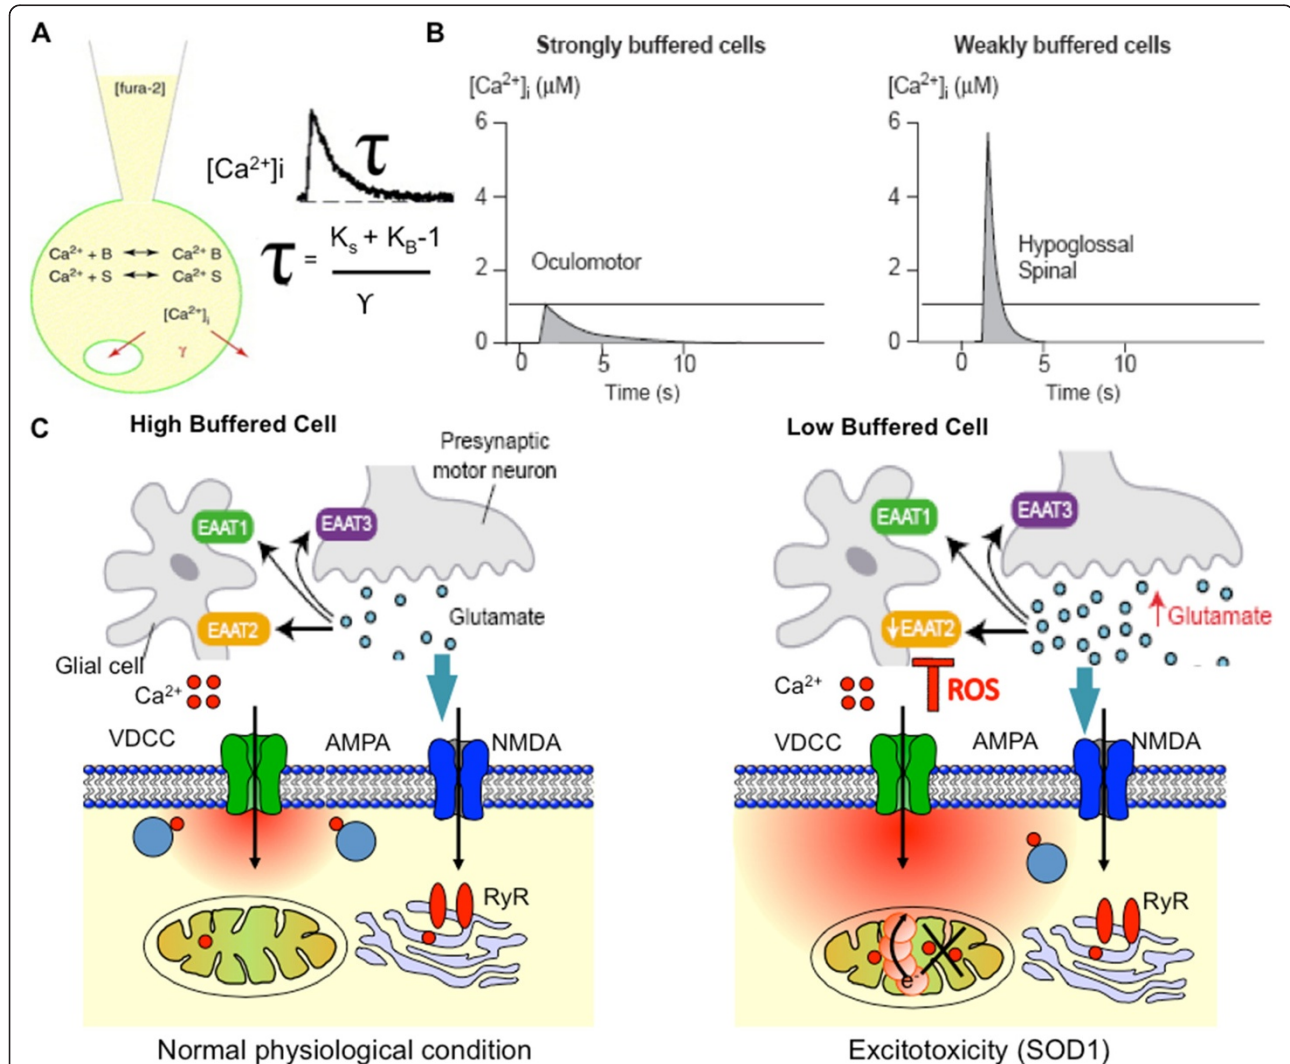 A
[fura-2]
[Ca²⁺]i
τ
Ca²⁺ + B ↔ Ca²⁺ B
Ca²⁺ + S ↔ Ca²⁺ S
[Ca²⁺]i
γ
τ = Ks + KB-1
γ
B
Strongly buffered cells
[Ca²⁺]i (μM)
6
4
2
0
Oculomotor
0 5 10
Time (s)
Weakly buffered cells
[Ca²⁺]i (μM)
6
4
2
0
Hypoglossal
Spinal
0 5 10
Time (s)
C
High Buffered Cell
Presynaptic
motor neuron
EAAT1
EAAT3
EAAT2
Glutamate
Glial cell
Ca²⁺
VDCC
AMPA
NMDA
RyR
Normal physiological condition
Low Buffered Cell
EAAT1
EAAT3
↓EAAT2
↑Glutamate
Ca²⁺
ROS
VDCC
AMPA
NMDA
RyR
e⁻
Excitotoxicity (SOD1)